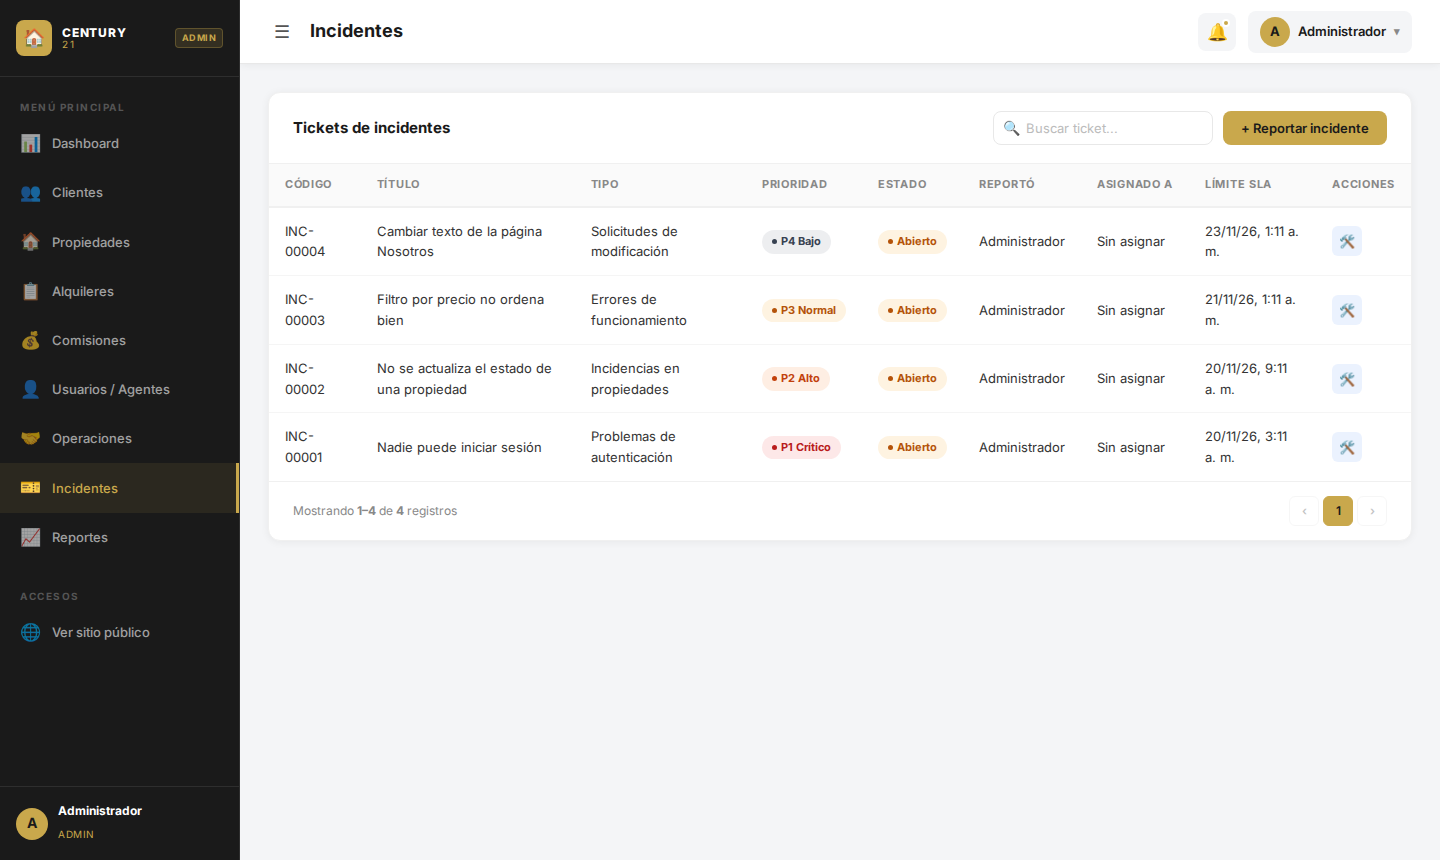 CENTURY
21
ADMIN
MENÚ PRINCIPAL
Dashboard
Clientes
Propiedades
Alquileres
Comisiones
Usuarios / Agentes
Operaciones
Incidentes
Reportes
ACCESOS
Ver sitio público
A
Administrador
ADMIN
Incidentes
A Administrador
Tickets de incidentes
Buscar ticket...
+ Reportar incidente
CÓDIGO TÍTULO TIPO PRIORIDAD ESTADO REPORTÓ ASIGNADO A LÍMITE SLA ACCIONES
INC- Cambiar texto de la página Solicitudes de P4 Bajo Abierto Administrador Sin asignar 23/11/26, 1:11 a.
00004 Nosotros modificación m.
INC- Filtro por precio no ordena Errores de P3 Normal Abierto Administrador Sin asignar 21/11/26, 1:11 a.
00003 bien funcionamiento m.
INC- No se actualiza el estado de Incidencias en P2 Alto Abierto Administrador Sin asignar 20/11/26, 9:11
00002 una propiedad propiedades a. m.
INC- Nadie puede iniciar sesión Problemas de P1 Crítico Abierto Administrador Sin asignar 20/11/26, 3:11
00001 autenticación a. m.
Mostrando 1–4 de 4 registros
‹ 1 ›